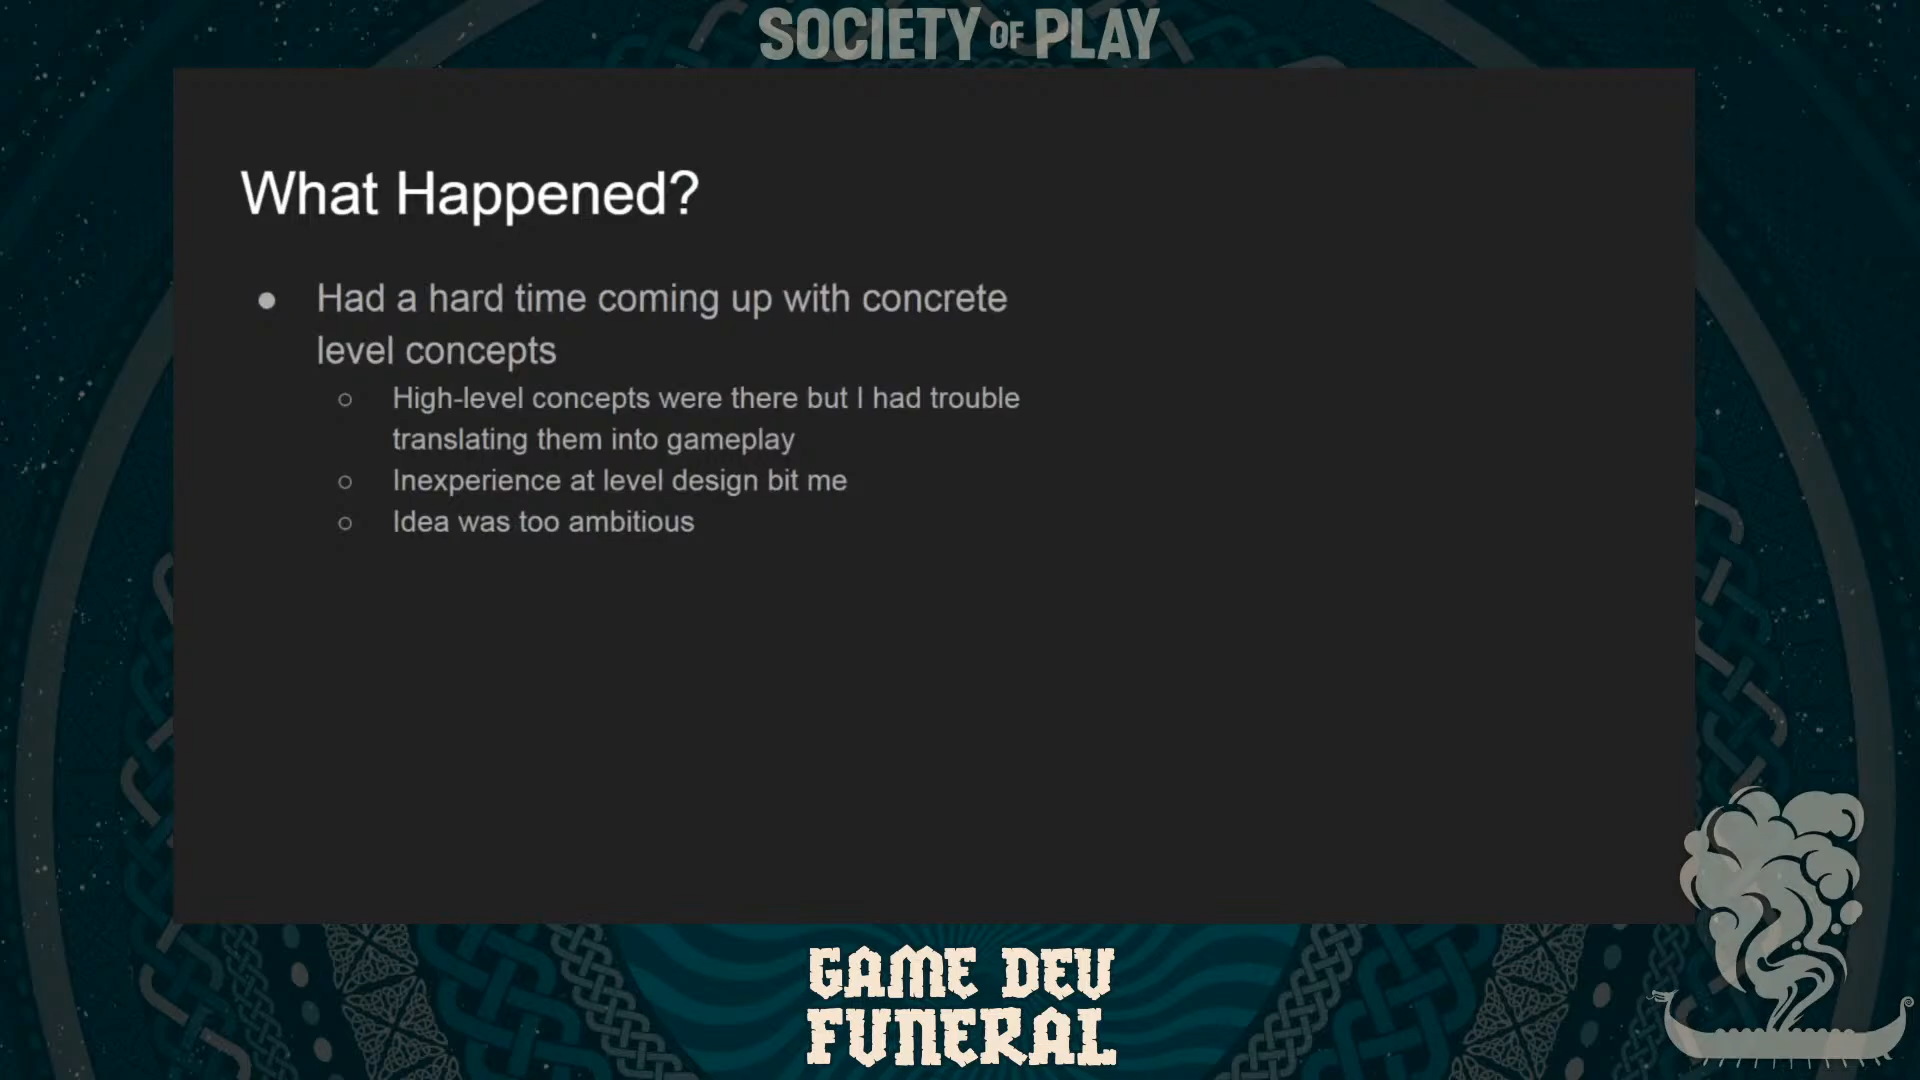 SOCIETY OF PLAY
What Happened?
● Had a hard time coming up with concrete
level concepts
○ High-level concepts were there but I had trouble
translating them into gameplay
○ Inexperience at level design bit me
○ Idea was too ambitious
GAME DEV
FUNERAL